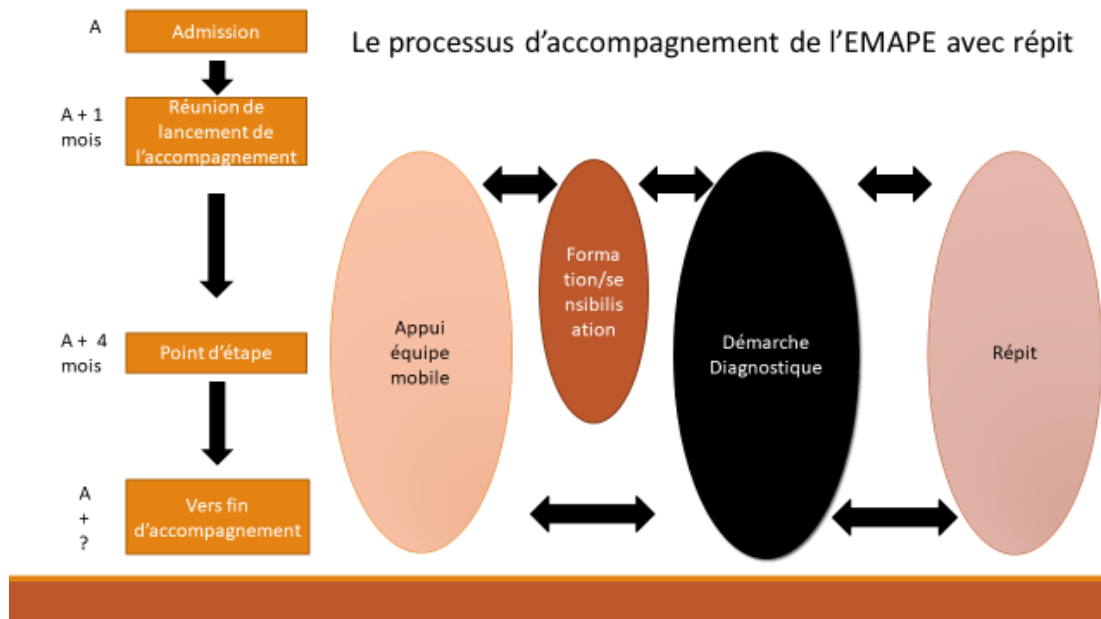 Le processus d’accompagnement de l’EMAPE avec répit
A
Admission
A + 1
mois
Réunion de
lancement de
l’accompagnement
A + 4
mois
Point d’étape
A
+
?
Vers fin
d’accompagnement
Appui
équipe
mobile
Forma
tion/se
nsibilis
ation
Démarche
Diagnostique
Répit